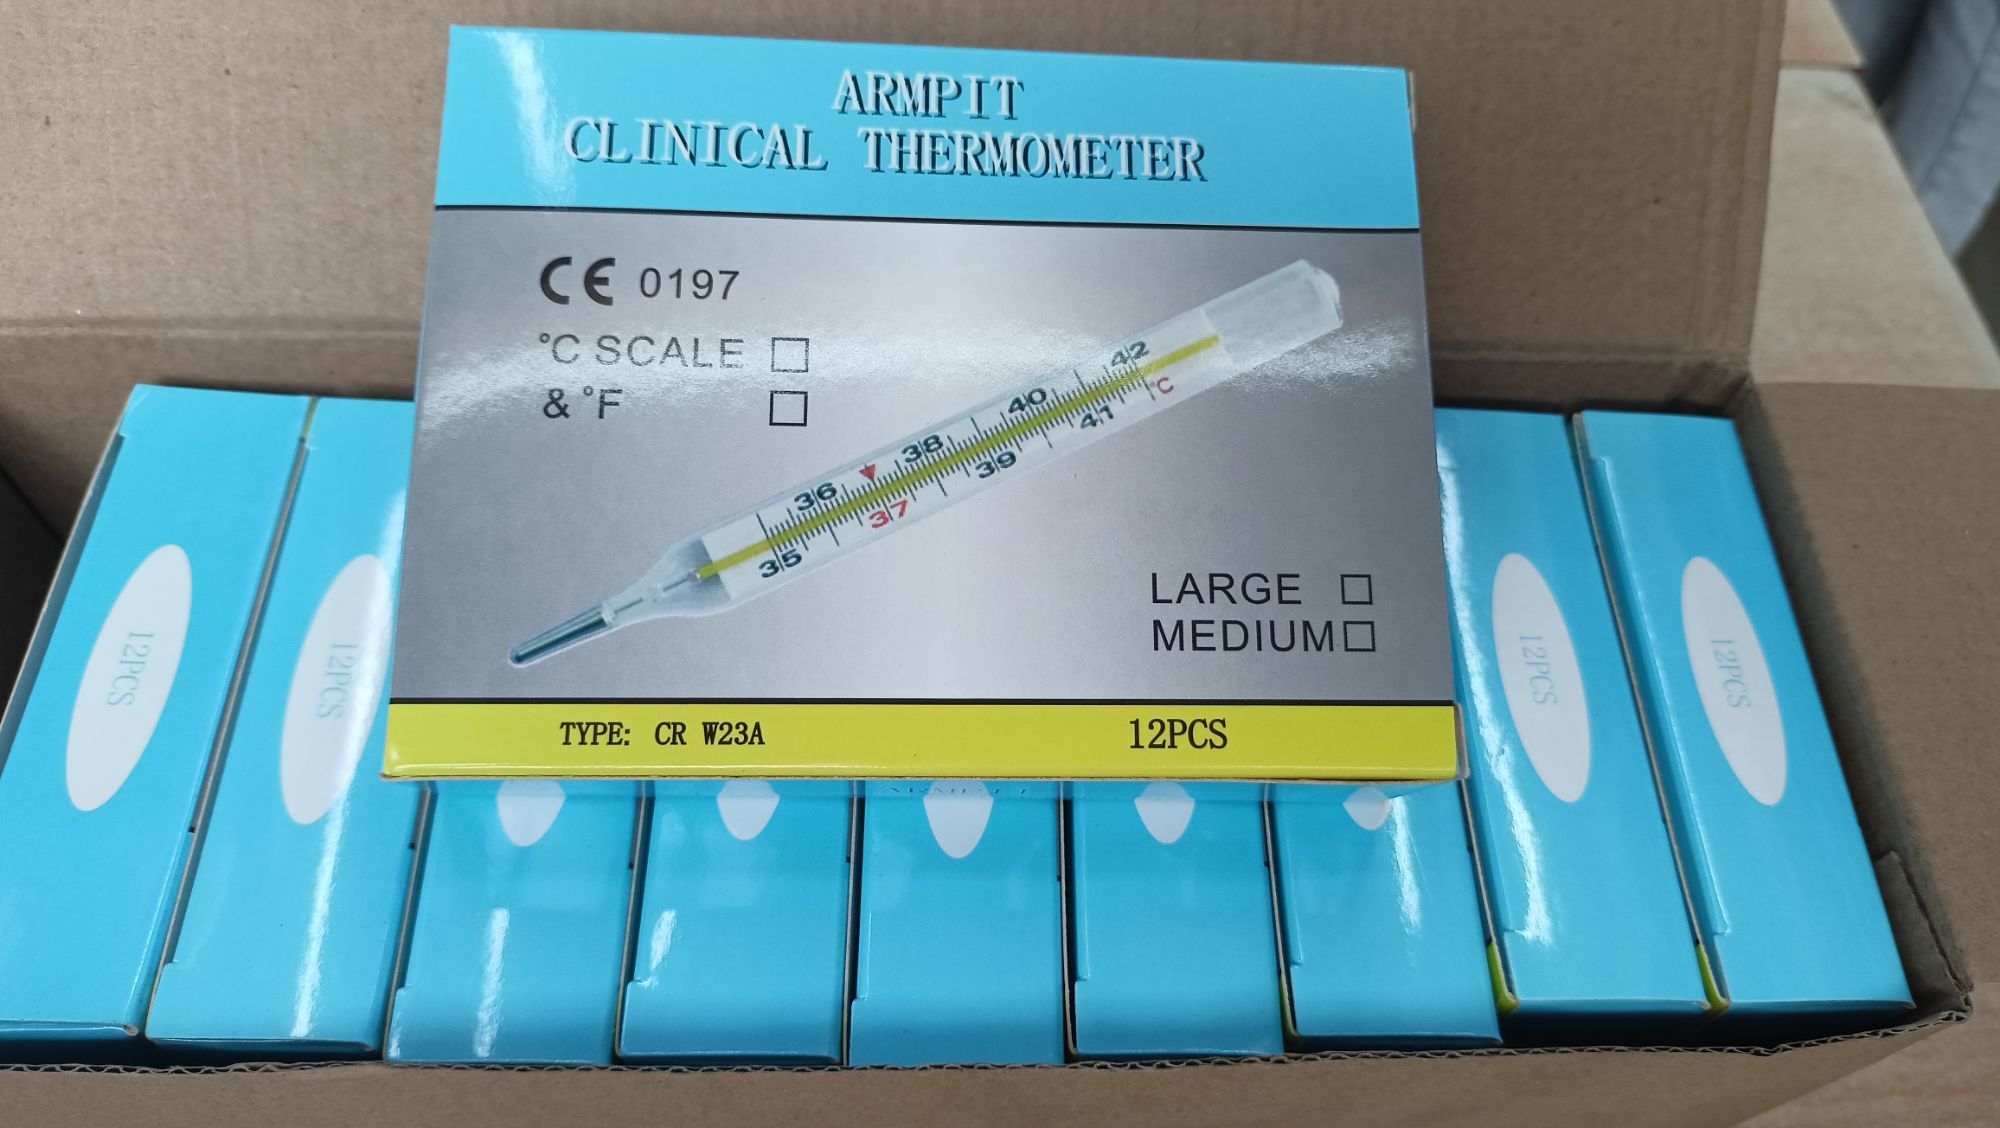 ARMPIT
CLINICAL THERMOMETER
CE 0197
°C SCALE
& °F
42
°C
40
41
38
39
36
37
35
LARGE
MEDIUM
TYPE: CR W23A
12PCS
12PCS
12PCS
12PCS
12PCS